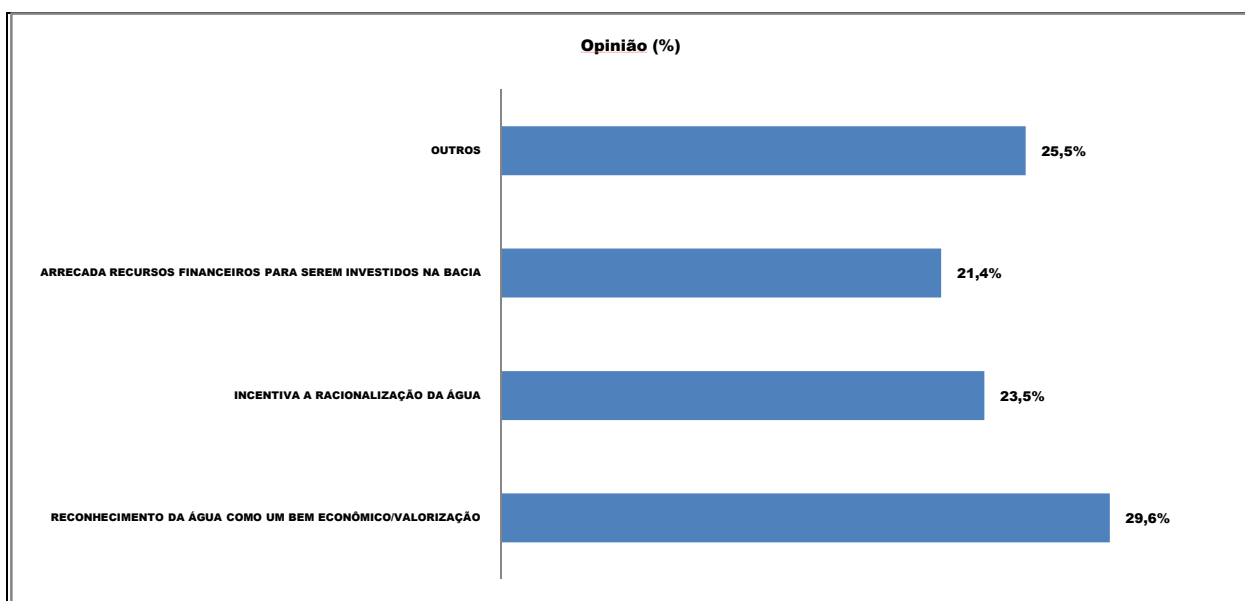 Opinião (%)
OUTROS
25,5%
ARRECADA RECURSOS FINANCEIROS PARA SEREM INVESTIDOS NA BACIA
21,4%
INCENTIVA A RACIONALIZAÇÃO DA ÁGUA
23,5%
RECONHECIMENTO DA ÁGUA COMO UM BEM ECONÔMICO/VALORIZAÇÃO
29,6%